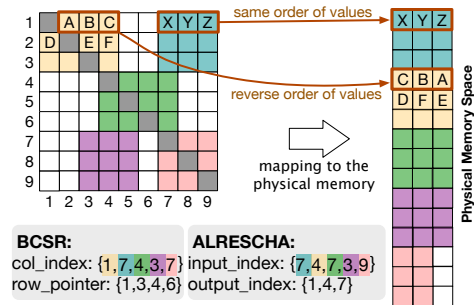 same order of values
1 A B C X Y Z X Y Z
2 D E F
3
C B A
4 D F E
reverse order of values
5
6
7
8 mapping to the
9 physical memory
1 2 3 4 5 6 7 8 9
Physical Memory Space
BCSR:
col_index: {1,7,4,3,7}
row_pointer: {1,3,4,6}
ALRESCHA:
input_index: {7,4,7,3,9}
output_index: {1,4,7}